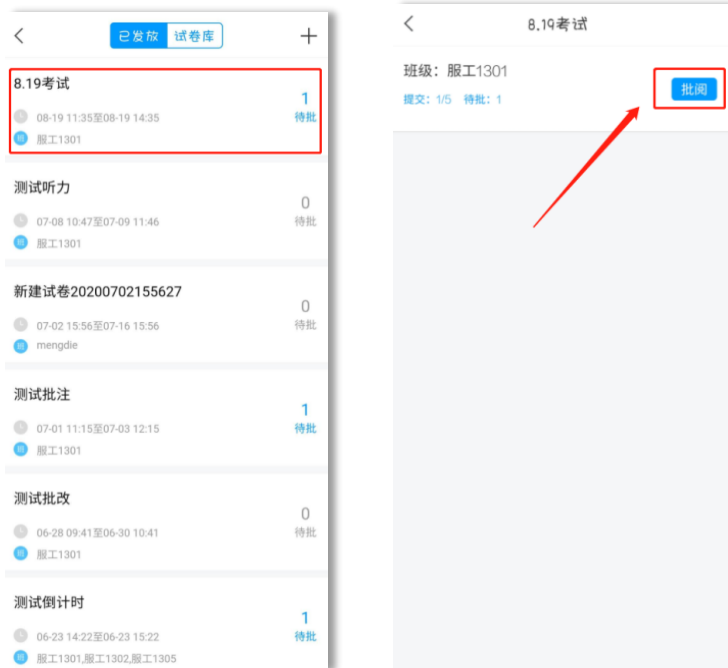 已发放 试卷库
8.19考试
1
08-19 11:35至08-19 14:35
待批
班 服工1301
测试听力
0
07-08 10:47至07-09 11:46
待批
班 服工1301
新建试卷20200702155627
0
07-02 15:56至07-16 15:56
待批
班 mengdie
测试批注
1
07-01 11:15至07-03 12:15
待批
班 服工1301
测试批改
0
06-28 09:41至06-30 10:41
待批
班 服工1301
测试倒计时
1
06-23 14:22至06-23 15:22
待批
班 服工1301,服工1302,服工1305
8.19考试
班级：服工1301
批阅
提交：1/5 待批：1